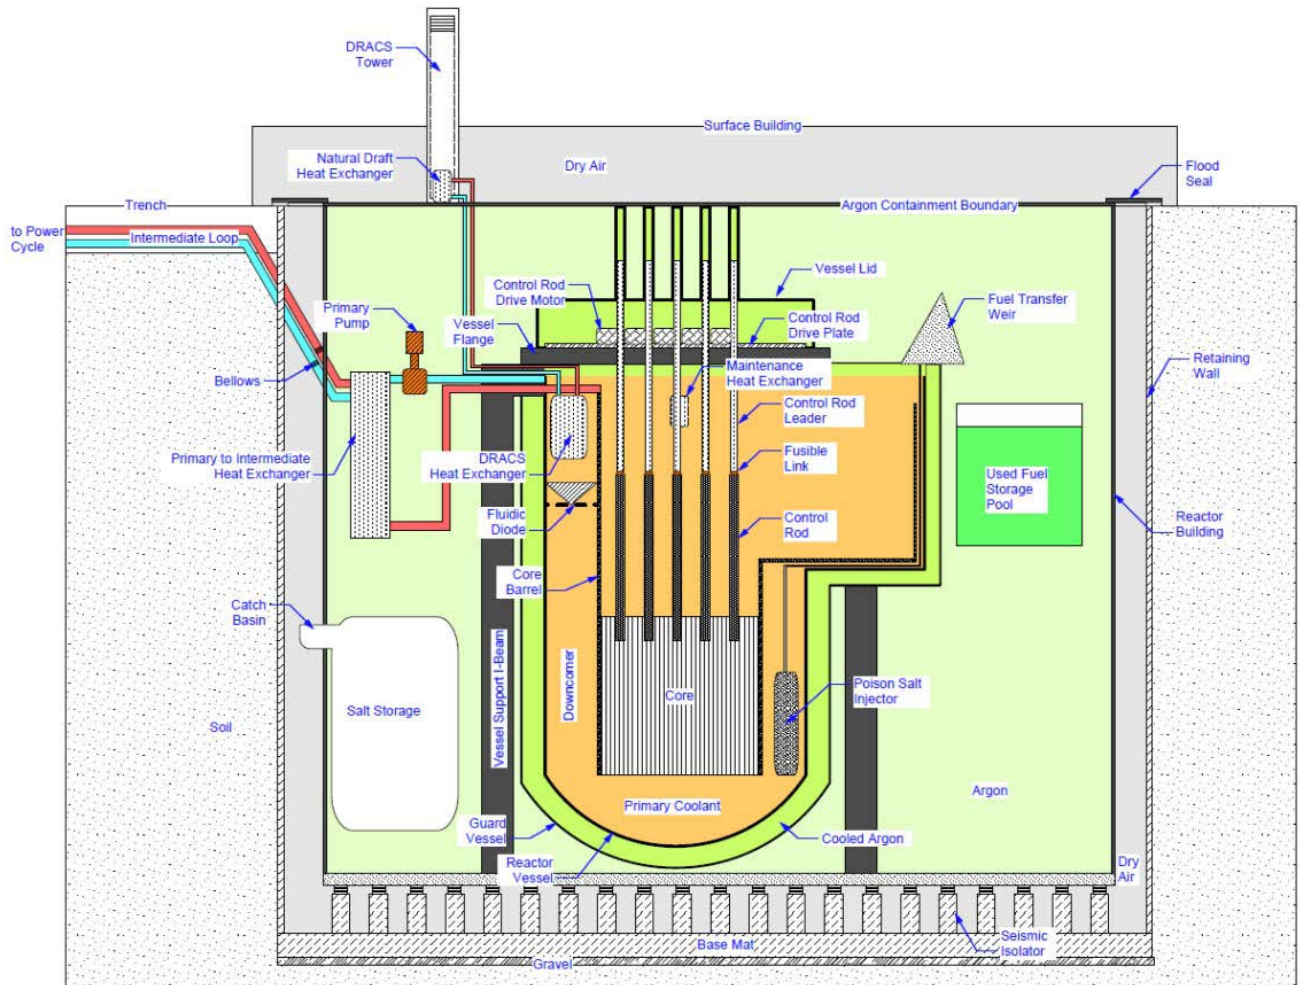 DRACS
Tower
Surface Building
Natural Draft
Heat Exchanger
Dry Air
Flood
Seal
Trench
Argon Containment Boundary
to Power
Cycle
Intermediate Loop
Vessel Lid
Control Rod
Drive Motor
Fuel Transfer
Weir
Primary
Pump
Vessel
Flange
Control Rod
Drive Plate
Retaining
Wall
Bellows
Maintenance
Heat Exchanger
Control Rod
Leader
Primary to Intermediate
Heat Exchanger
DRACS
Heat Exchanger
Fusible
Link
Used Fuel
Storage
Pool
Fluidic
Diode
Control
Rod
Reactor
Building
Core
Barrel
Catch
Basin
Vessel Support I-Beam
Downcomer
Core
Poison Salt
Injector
Salt Storage
Soil
Argon
Primary Coolant
Guard
Vessel
Cooled Argon
Reactor
Vessel
Dry
Air
Base Mat
Seismic
Isolator
Gravel